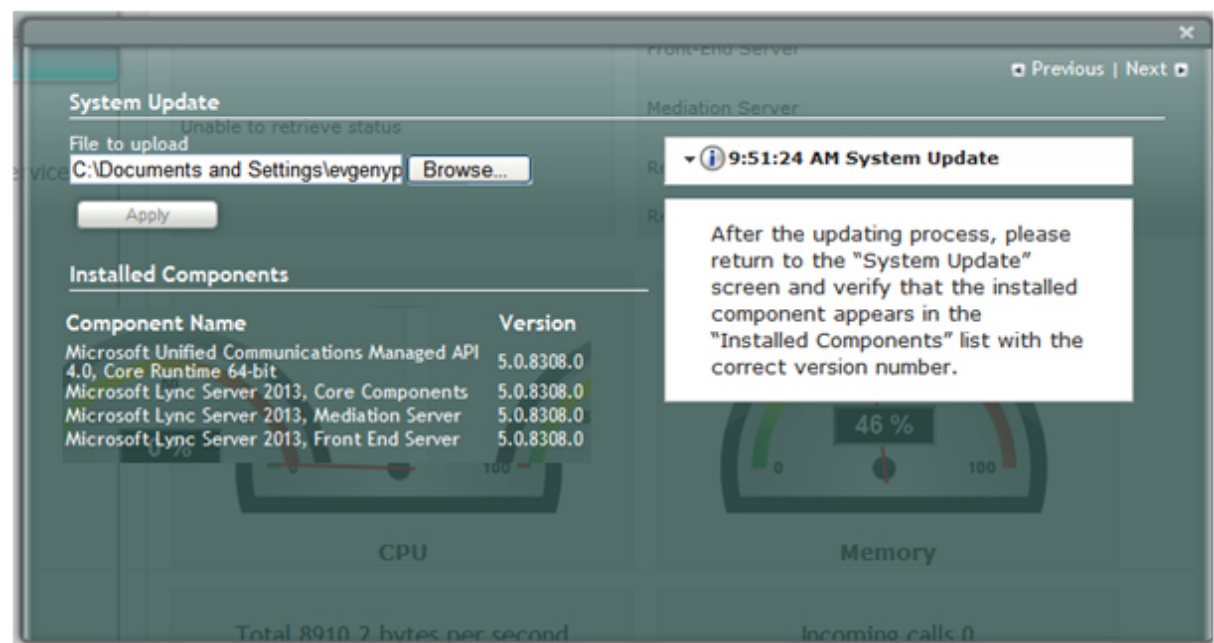 Front-End Server
Previous | Next
System Update
Mediation Server
Unable to retrieve status
File to upload
C:\Documents and Settings\evgenyp Browse...
Apply
9:51:24 AM System Update
After the updating process, please
return to the “System Update”
screen and verify that the installed
component appears in the
“Installed Components” list with the
correct version number.
Installed Components
Component Name Version
Microsoft Unified Communications Managed API
4.0, Core Runtime 64-bit 5.0.8308.0
Microsoft Lync Server 2013, Core Components 5.0.8308.0
Microsoft Lync Server 2013, Mediation Server 5.0.8308.0
Microsoft Lync Server 2013, Front End Server 5.0.8308.0
0 %
0 100
CPU
46 %
0 100
Memory
Total 8910.2 bytes per second
Incoming calls 0